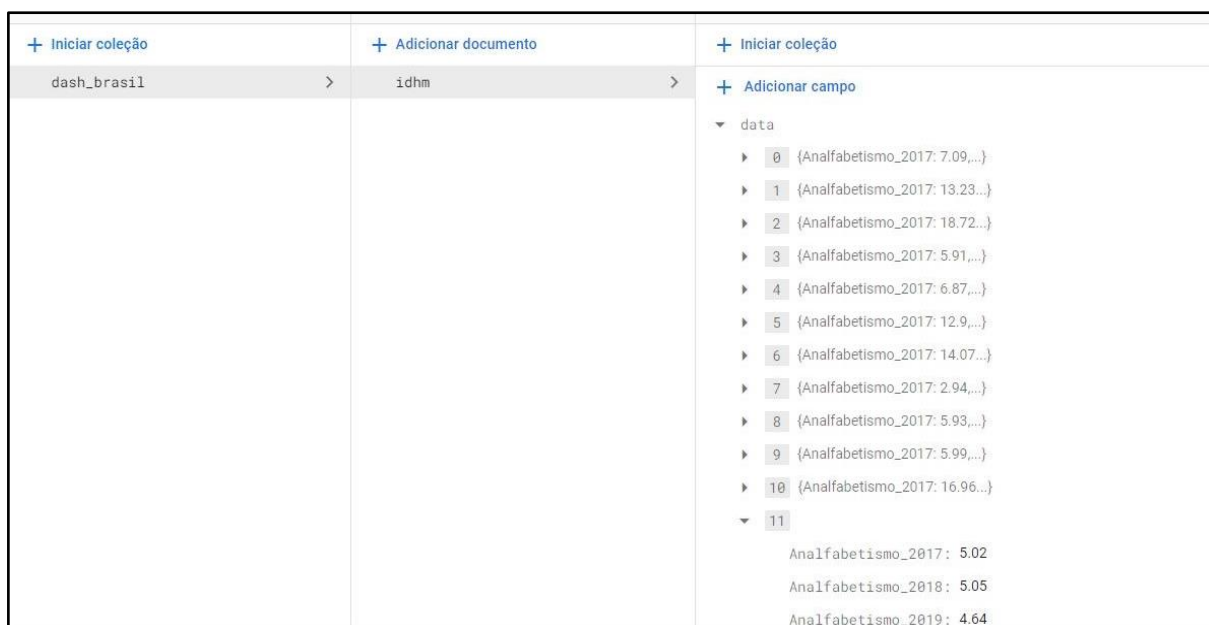 + Iniciar coleção
dash_brasil >
+ Adicionar documento
idhm >
+ Iniciar coleção
+ Adicionar campo
data
0 {Analfabetismo_2017: 7.09,...}
1 {Analfabetismo_2017: 13.23...}
2 {Analfabetismo_2017: 18.72...}
3 {Analfabetismo_2017: 5.91,...}
4 {Analfabetismo_2017: 6.87,...}
5 {Analfabetismo_2017: 12.9,...}
6 {Analfabetismo_2017: 14.07...}
7 {Analfabetismo_2017: 2.94,...}
8 {Analfabetismo_2017: 5.93,...}
9 {Analfabetismo_2017: 5.99,...}
10 {Analfabetismo_2017: 16.96...}
11
Analfabetismo_2017: 5.02
Analfabetismo_2018: 5.05
Analfabetismo_2019: 4.64